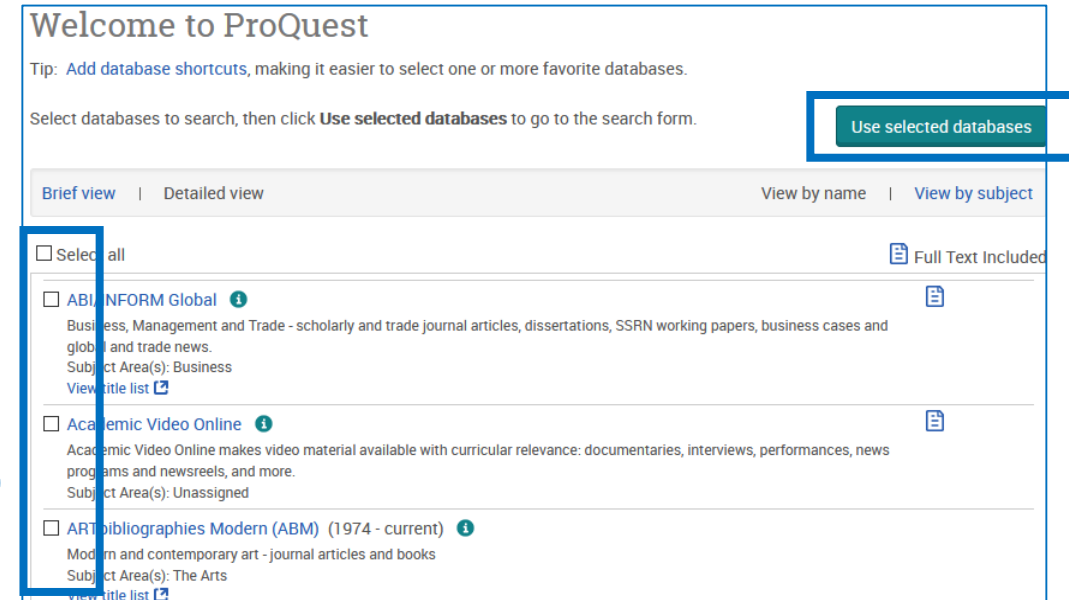 Welcome to ProQuest
Tip: Add database shortcuts, making it easier to select one or more favorite databases.
Select databases to search, then click Use selected databases to go to the search form.
Use selected databases
Brief view | Detailed view View by name | View by subject
Select all Full Text Included
ABI/INFORM Global
Business, Management and Trade - scholarly and trade journal articles, dissertations, SSRN working papers, business cases and
global and trade news.
Subject Area(s): Business
View title list
Academic Video Online
Academic Video Online makes video material available with curricular relevance: documentaries, interviews, performances, news
programs and newsreels, and more.
Subject Area(s): Unassigned
ARTbibliographies Modern (ABM) (1974 - current)
Modern and contemporary art - journal articles and books
Subject Area(s): The Arts
View title list